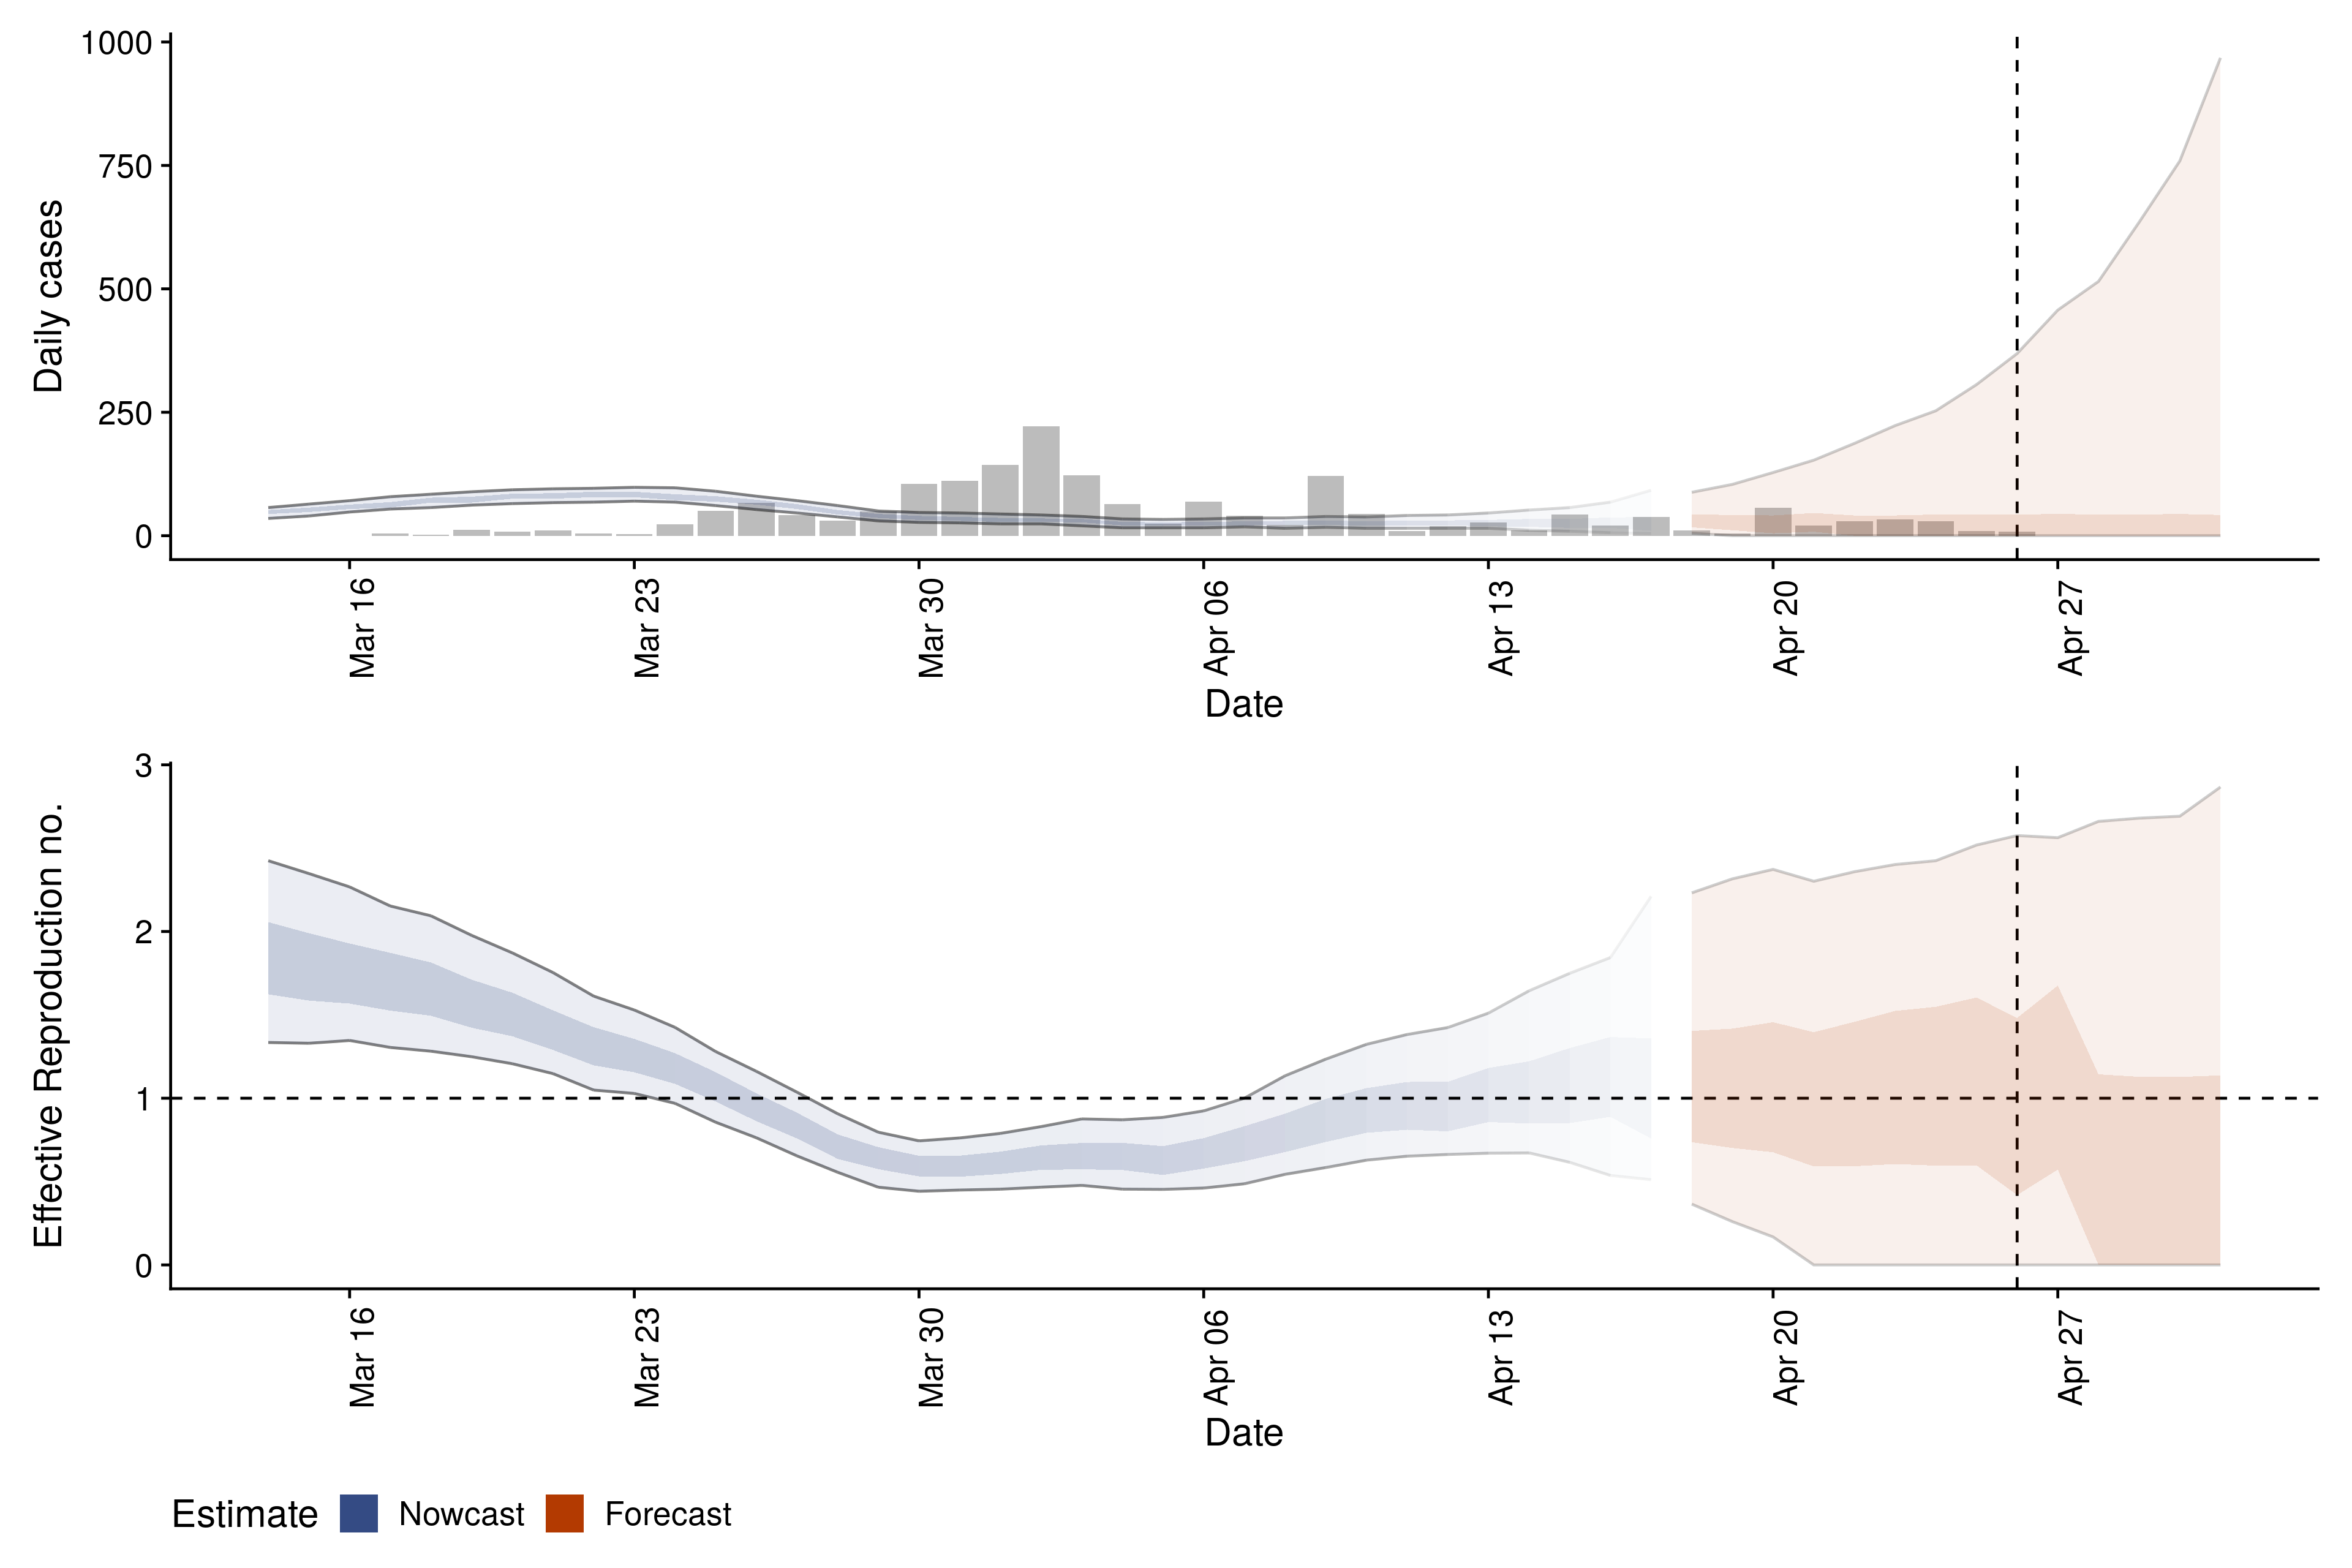 1000
750
500
250
0
Daily cases
Mar 16
Mar 23
Mar 30
Apr 06
Apr 13
Apr 20
Apr 27
Date
3
2
1
0
Effective Reproduction no.
Mar 16
Mar 23
Mar 30
Apr 06
Apr 13
Apr 20
Apr 27
Date
Estimate Nowcast Forecast